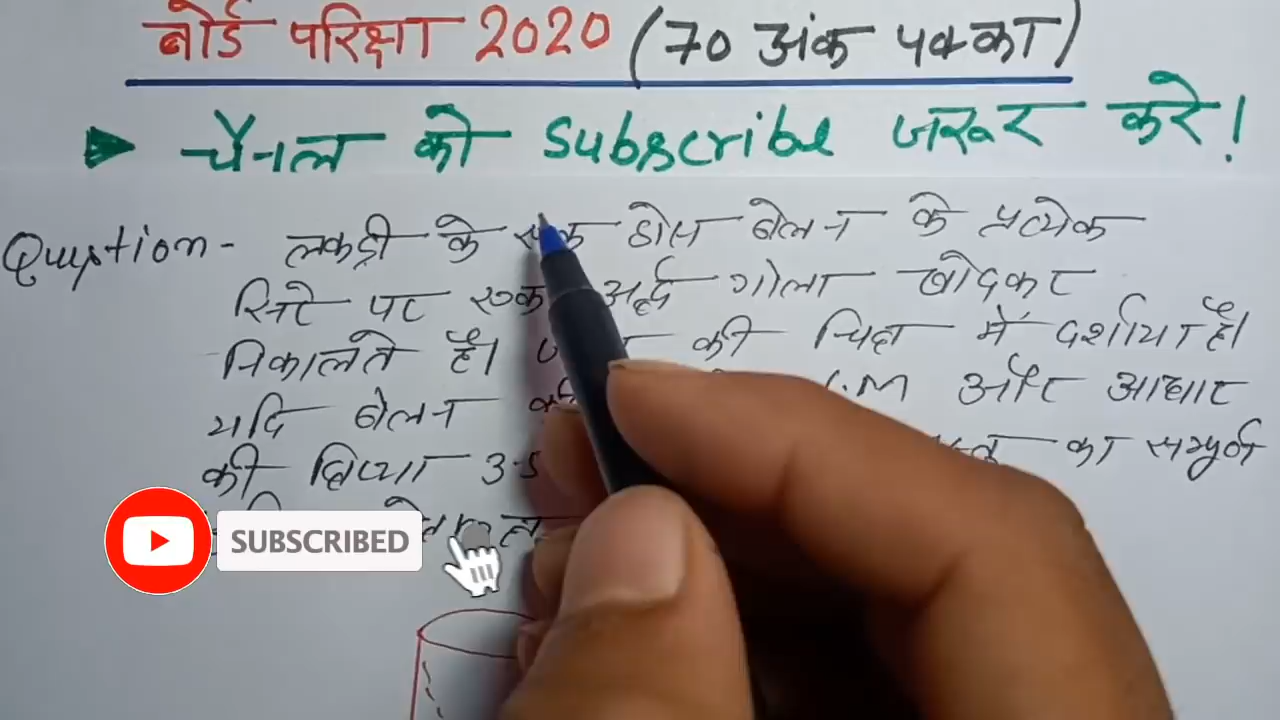 बोर्ड परिक्षा 2020 (70 अंक पक्का)
चैनल को Subscribe जरूर करे!
Question- लकड़ी के एक ठोस बेलन के प्रत्येक
सिरे पर एक अर्द्ध गोला खोदकर
निकालते है। की चित्र में दर्शाया है।
यदि बेलन की C.M और आधार
की त्रिज्या 3.5 का सम्पूर्ण
SUBSCRIBED